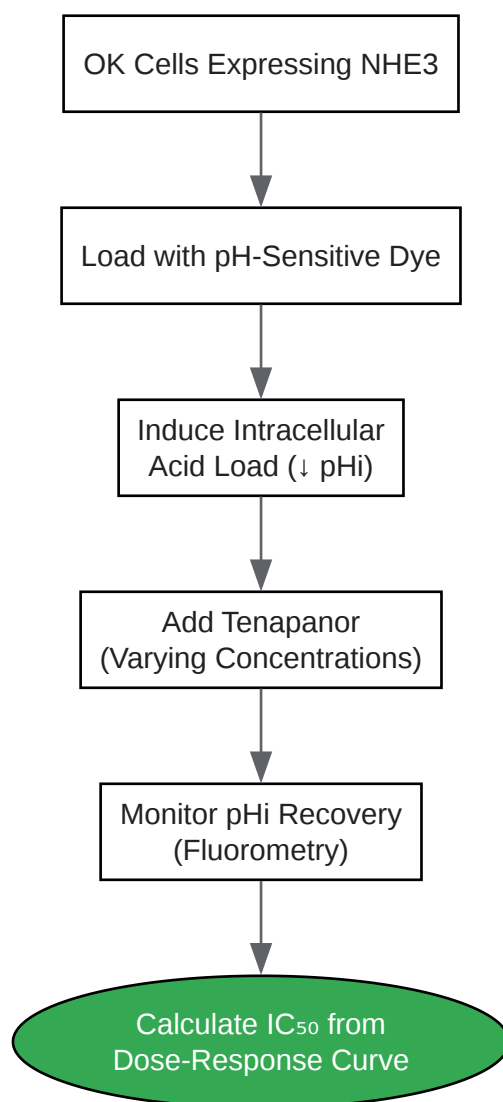 OK Cells Expressing NHE3
Load with pH-Sensitive Dye
Induce Intracellular
Acid Load (↓ pHi)
Add Tenapanor
(Varying Concentrations)
Monitor pHi Recovery
(Fluorometry)
Calculate IC₅₀ from
Dose-Response Curve